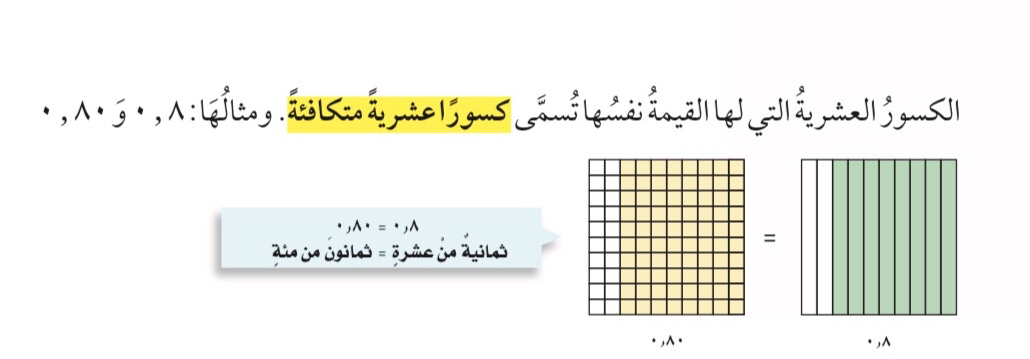 الكسورُ العشريةُ التي لها القيمةُ نفسُها تُسمَّى كسورًا عشريةً متكافئةً. ومثالُهَا: ٠,٨ وَ ٠,٨٠
=
٠,٨٠ = ٠,٨
ثمانيةٌ منْ عشرةٍ = ثمانونَ من مئةٍ
٠,٨
٠,٨٠